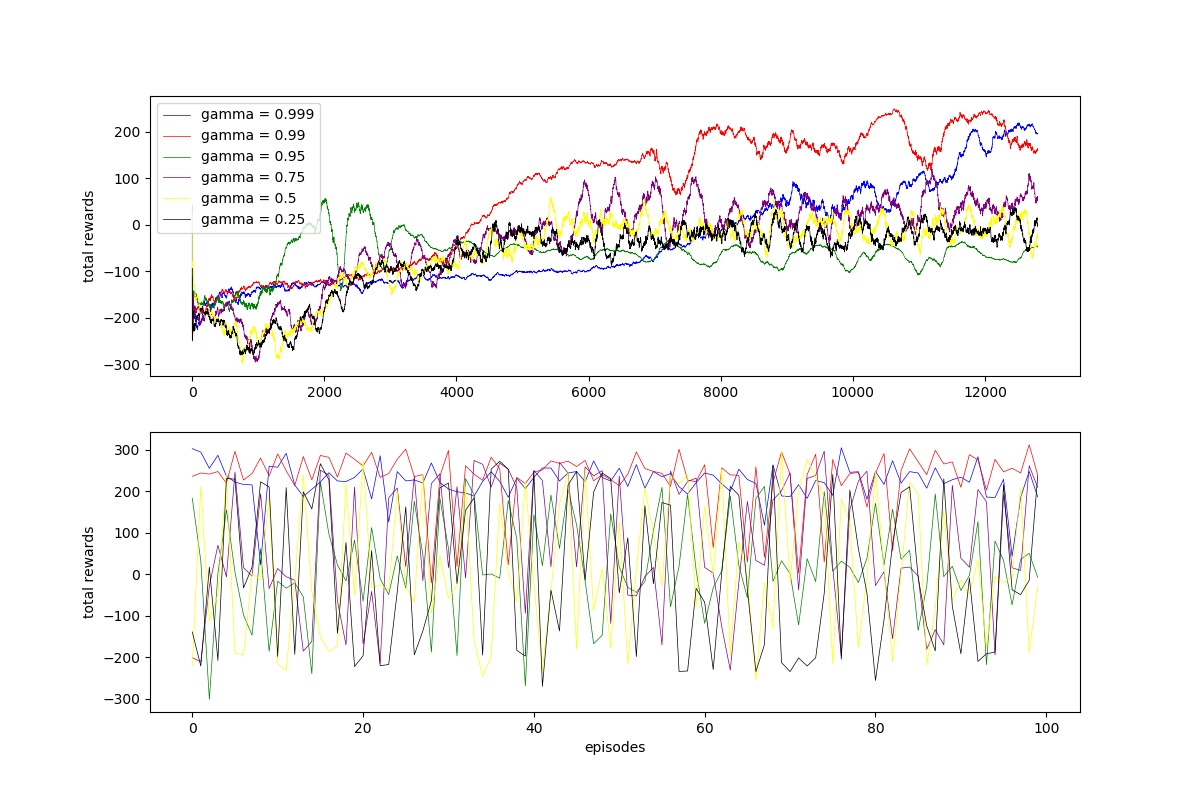 200
100
0
−100
−200
−300
total rewards
gamma = 0.999
gamma = 0.99
gamma = 0.95
gamma = 0.75
gamma = 0.5
gamma = 0.25
0 2000 4000 6000 8000 10000 12000
300
200
100
0
−100
−200
−300
total rewards
0 20 40 60 80 100
episodes